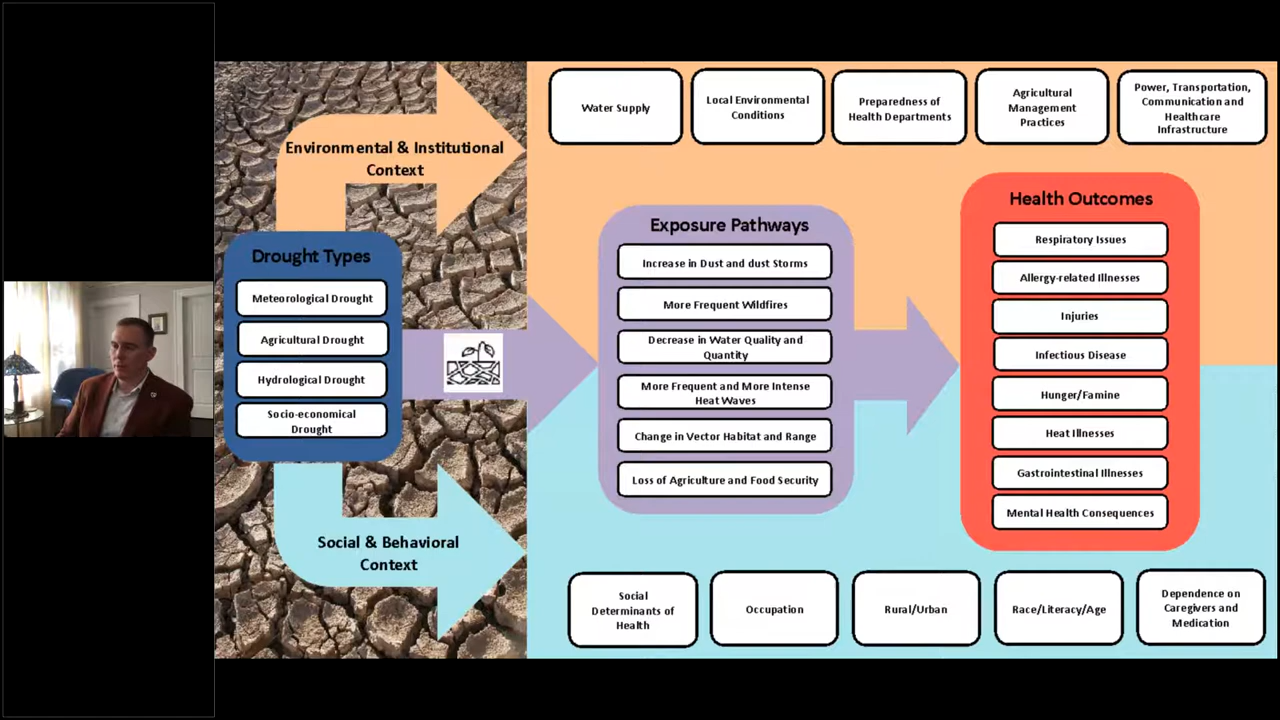 Water Supply
Local Environmental
Conditions
Preparedness of
Health Departments
Agricultural
Management
Practices
Power, Transportation,
Communication and
Healthcare
Infrastructure
Environmental & Institutional
Context
Drought Types
Meteorological Drought
Agricultural Drought
Hydrological Drought
Socio-economical
Drought
Exposure Pathways
Increase in Dust and dust Storms
More Frequent Wildfires
Decrease in Water Quality and
Quantity
More Frequent and More Intense
Heat Waves
Change in Vector Habitat and Range
Loss of Agriculture and Food Security
Health Outcomes
Respiratory Issues
Allergy-related Illnesses
Injuries
Infectious Disease
Hunger/Famine
Heat Illnesses
Gastrointestinal Illnesses
Mental Health Consequences
Social & Behavioral
Context
Social
Determinants of
Health
Occupation
Rural/Urban
Race/Literacy/Age
Dependence on
Caregivers and
Medication